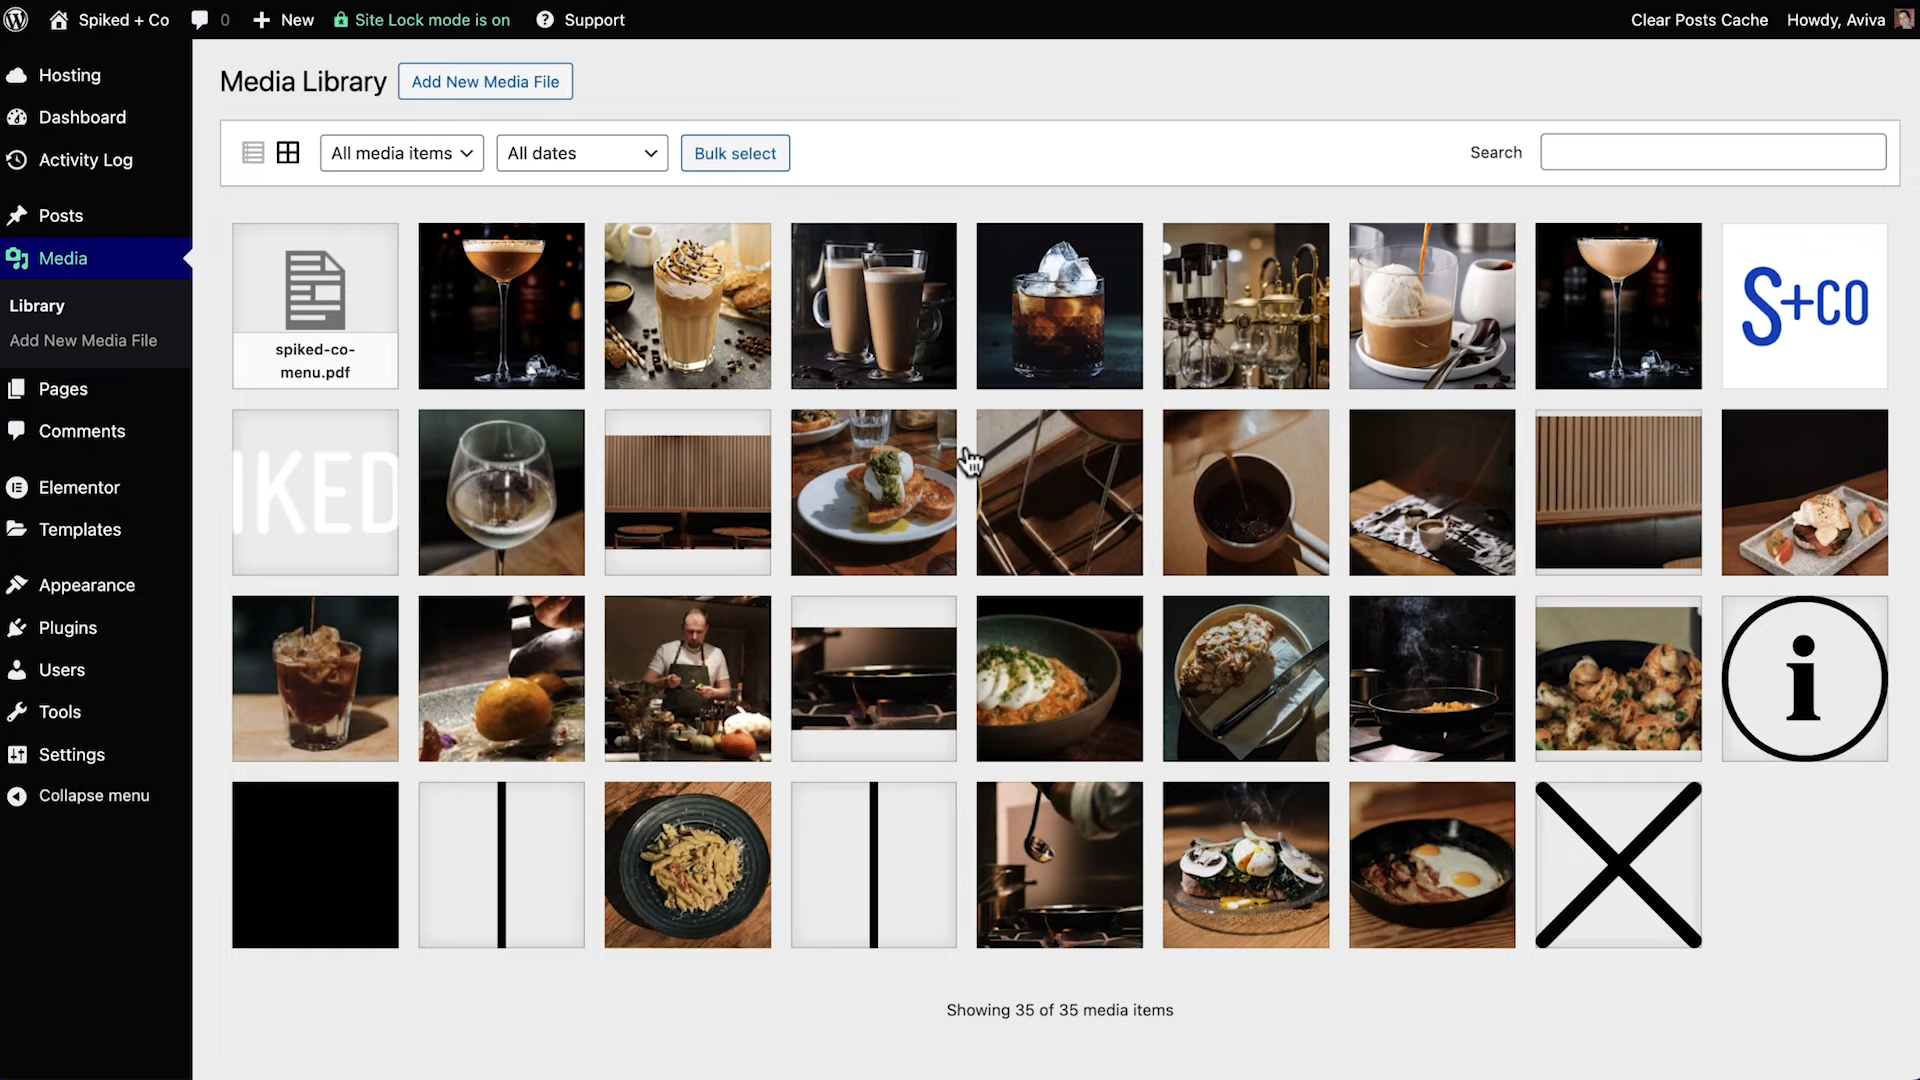 Spiked + Co
0
New
Site Lock mode is on
Support
Clear Posts Cache
Howdy, Aviva
Hosting
Dashboard
Activity Log
Posts
Media
Library
Add New Media File
Pages
Comments
Elementor
Templates
Appearance
Plugins
Users
Tools
Settings
Collapse menu
Media Library
Add New Media File
All media items
All dates
Bulk select
Search
spiked-co-
menu.pdf
S+CO
IKED
i
Showing 35 of 35 media items